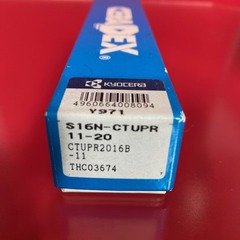 KYOCERA
4960664008094
Y971
S16N-CTUPR
11-20
CTUPR2016B
-11
THC03674